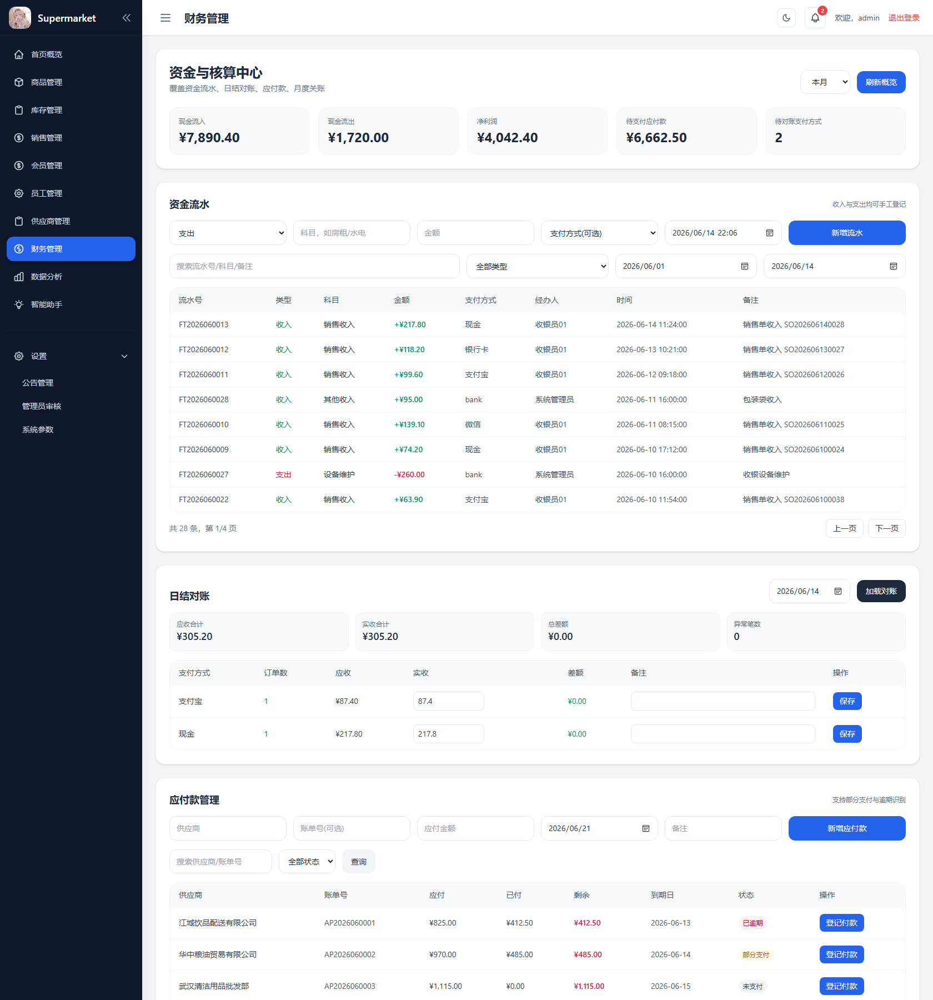 Supermarket
首页概览
商品管理
库存管理
销售管理
会员管理
员工管理
供应商管理
财务管理
数据分析
智能助手
设置
公告管理
管理员审核
系统参数
财务管理
2
欢迎，admin
退出登录
资金与核算中心
覆盖资金流水、日结对账、应付款、月度关账
本月
刷新概览
现金流入
¥7,890.40
现金流出
¥1,720.00
净利润
¥4,042.40
待支付应付款
¥6,662.50
待对账支付方式
2
资金流水
收入与支出均可手工登记
支出
科目，如房租/水电
金额
支付方式(可选)
2026/06/14 22:06
新增流水
搜索流水号/科目/备注
全部类型
2026/06/01
2026/06/14
流水号 类型 科目 金额 支付方式 经办人 时间 备注
FT2026060013 收入 销售收入 +¥217.80 现金 收银员01 2026-06-14 11:24:00 销售单收入 SO202606140028
FT2026060012 收入 销售收入 +¥118.20 银行卡 收银员01 2026-06-13 10:21:00 销售单收入 SO202606130027
FT2026060011 收入 销售收入 +¥99.60 支付宝 收银员01 2026-06-12 09:18:00 销售单收入 SO202606120026
FT2026060028 收入 其他收入 +¥95.00 bank 系统管理员 2026-06-11 16:00:00 包装袋收入
FT2026060010 收入 销售收入 +¥139.10 微信 收银员01 2026-06-11 08:15:00 销售单收入 SO202606110025
FT2026060009 收入 销售收入 +¥74.20 现金 收银员01 2026-06-10 17:12:00 销售单收入 SO202606100024
FT2026060027 支出 设备维护 -¥260.00 bank 系统管理员 2026-06-10 16:00:00 收银设备维护
FT2026060022 收入 销售收入 +¥63.90 支付宝 收银员01 2026-06-10 11:54:00 销售单收入 SO202606100038
共 28 条，第 1/4 页
上一页
下一页
日结对账
2026/06/14
加载对账
应收合计
¥305.20
实收合计
¥305.20
总差额
¥0.00
异常笔数
0
支付方式 订单数 应收 实收 差额 备注 操作
支付宝 1 ¥87.40 87.4 ¥0.00 保存
现金 1 ¥217.80 217.8 ¥0.00 保存
应付款管理
支持部分支付与逾期识别
供应商
账单号(可选)
应付金额
2026/06/21
备注
新增应付款
搜索供应商/账单号
全部状态
查询
供应商 账单号 应付 已付 剩余 到期日 状态 操作
江城饮品配送有限公司 AP2026060001 ¥825.00 ¥412.50 ¥412.50 2026-06-13 已逾期 登记付款
华中粮油贸易有限公司 AP2026060002 ¥970.00 ¥485.00 ¥485.00 2026-06-14 部分支付 登记付款
武汉清洁用品批发部 AP2026060003 ¥1,115.00 ¥0.00 ¥1,115.00 2026-06-15 未支付 登记付款